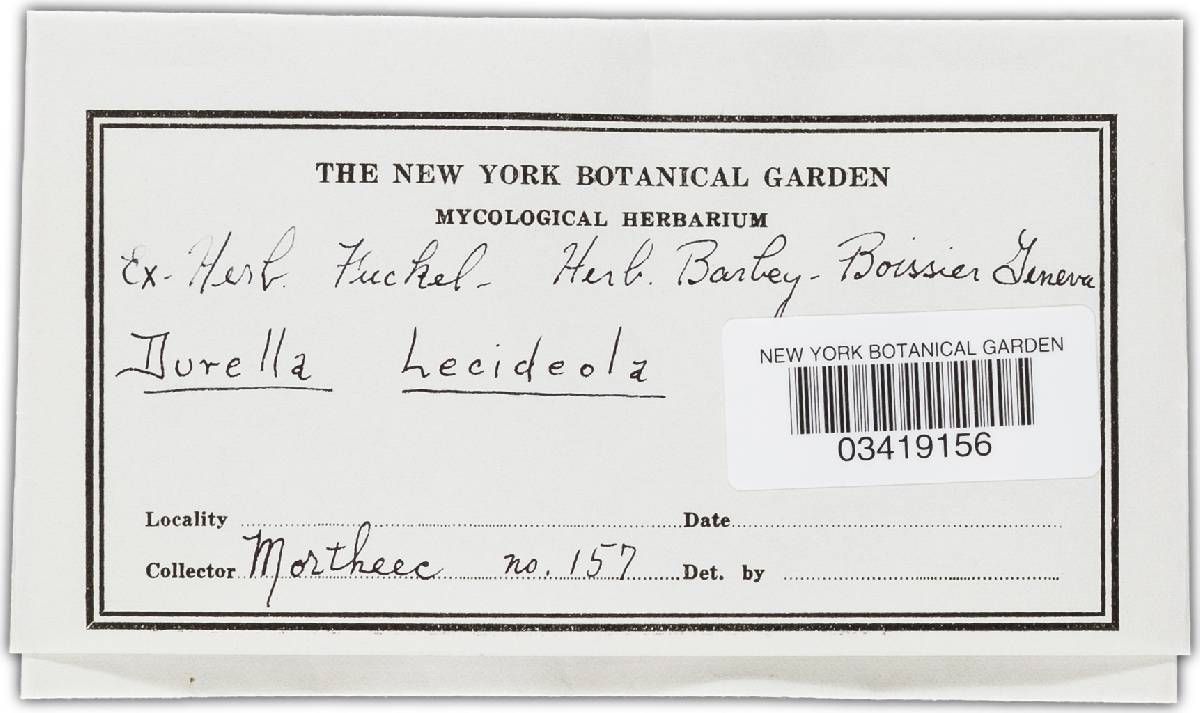 THE NEW YORK BOTANICAL GARDEN
MYCOLOGICAL HERBARIUM
Ex- Herb. Fuckel- Herb. Barbey-Boissier Geneva
Durella Lecideola
NEW YORK BOTANICAL GARDEN
03419156
Locality Date
Collector Mortheec no. 157 Det. by